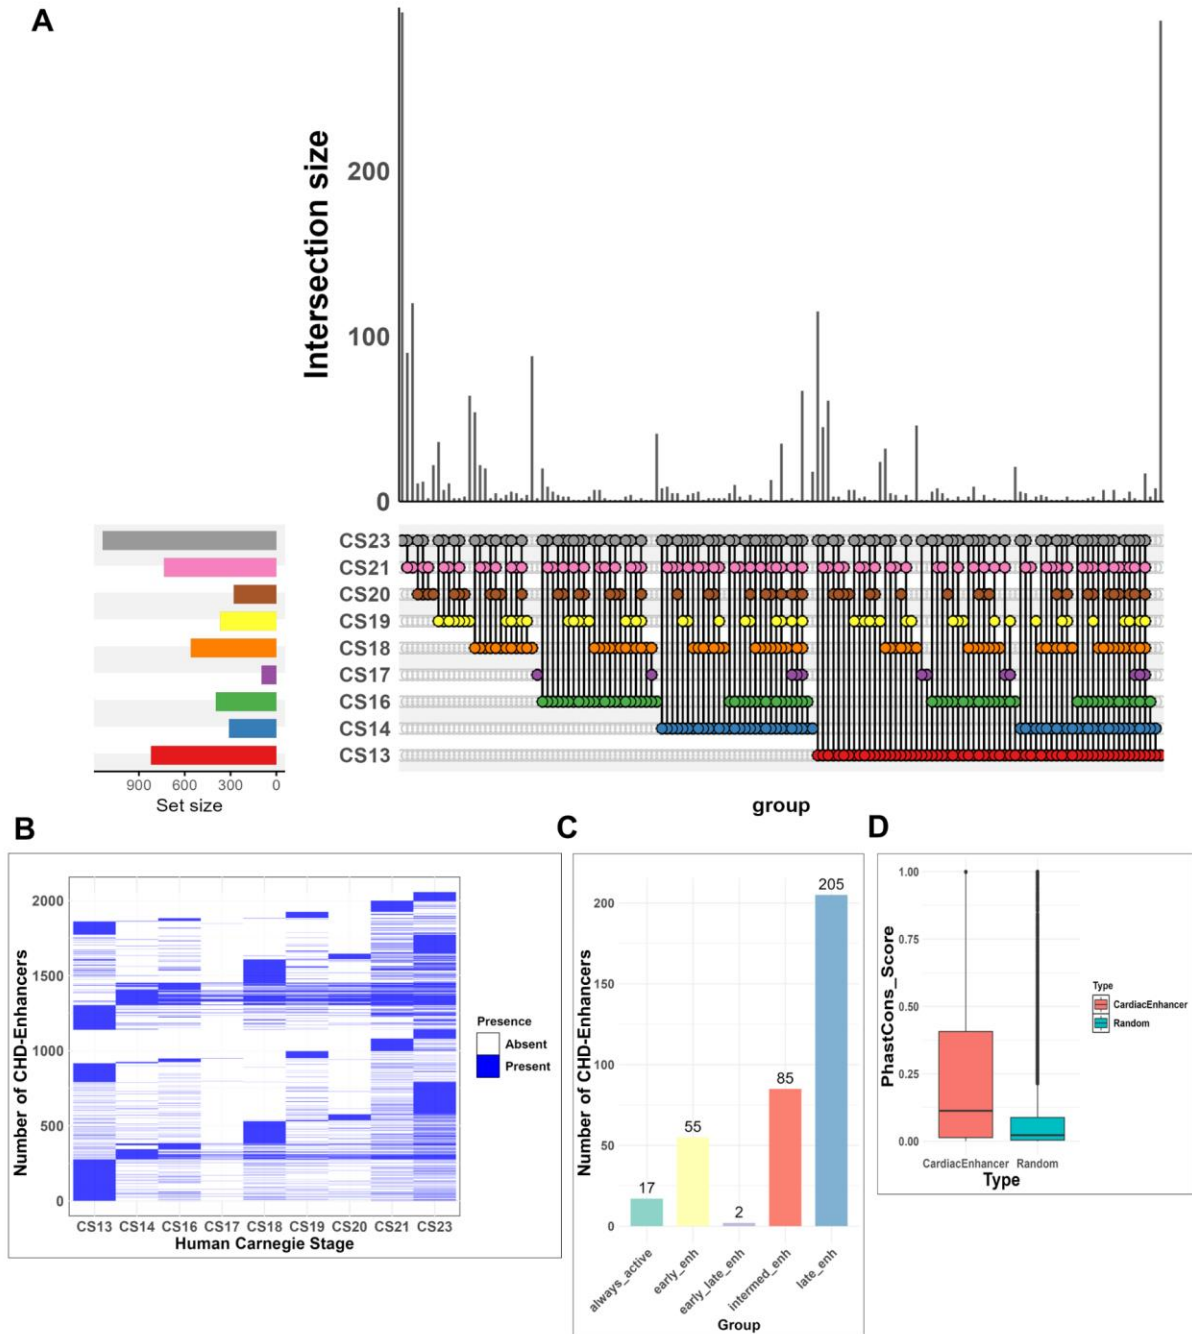 A
Intersection size
200
100
0
CS23
CS21
CS20
CS19
CS18
CS17
CS16
CS14
CS13
900 600 300 0
Set size
group
B
Number of CHD-Enhancers
2000
1500
1000
500
0
CS13 CS14 CS16 CS17 CS18 CS19 CS20 CS21 CS23
Human Carnegie Stage
Presence
Absent
Present
C
Number of CHD-Enhancers
200
150
100
50
0
17
55
2
85
205
always_active
early_enh
early_late_enh
intermed_enh
late_enh
Group
D
PhastCons_Score
1.00
0.75
0.50
0.25
0.00
CardiacEnhancer Random
Type
Type
CardiacEnhancer
Random